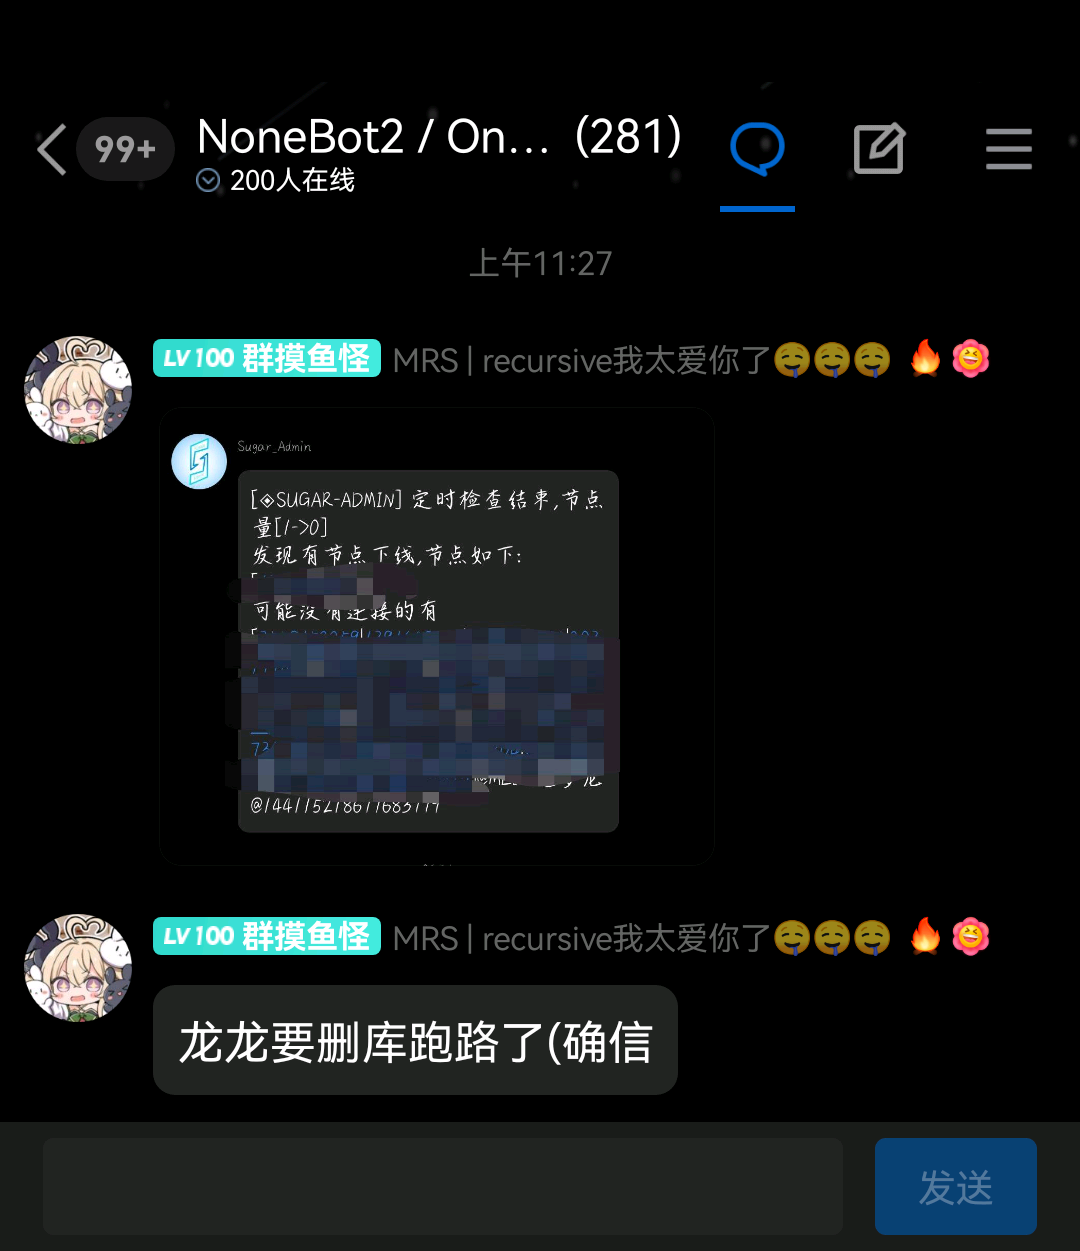 99+
NoneBot2 / On... (281)
200人在线
上午11:27
LV 100 群摸鱼怪 MRS | recursive我太爱你了🤤🤤🤤 🔥
Sugar_Admin
[◈SUGAR-ADMIN] 定时检查结束,节点
量[1->0]
发现有节点下线,节点如下:
可能没有连接的有
LV 100 群摸鱼怪 MRS | recursive我太爱你了🤤🤤🤤 🔥
龙龙要删库跑路了(确信
发送